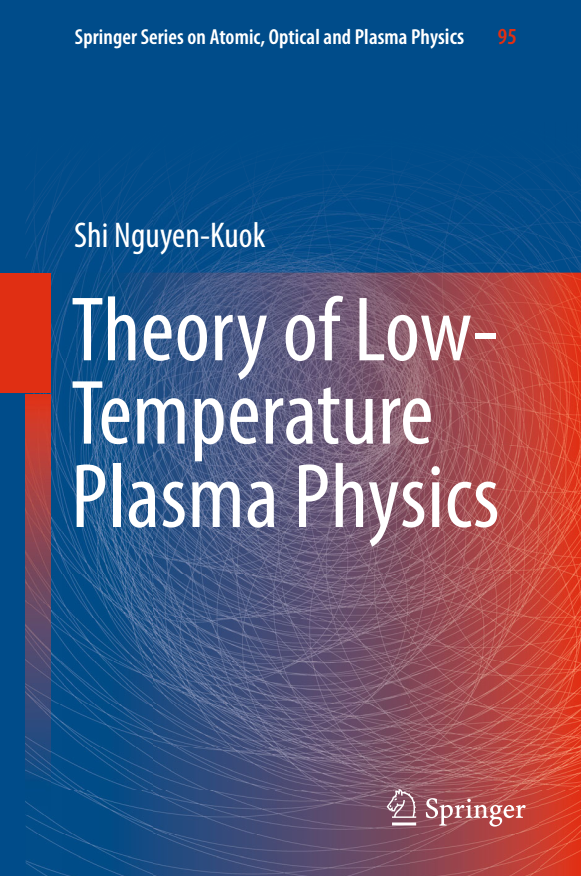 Springer Series on Atomic, Optical and Plasma Physics 95
Shi Nguyen-Kuok
Theory of Low-
Temperature
Plasma Physics
Springer